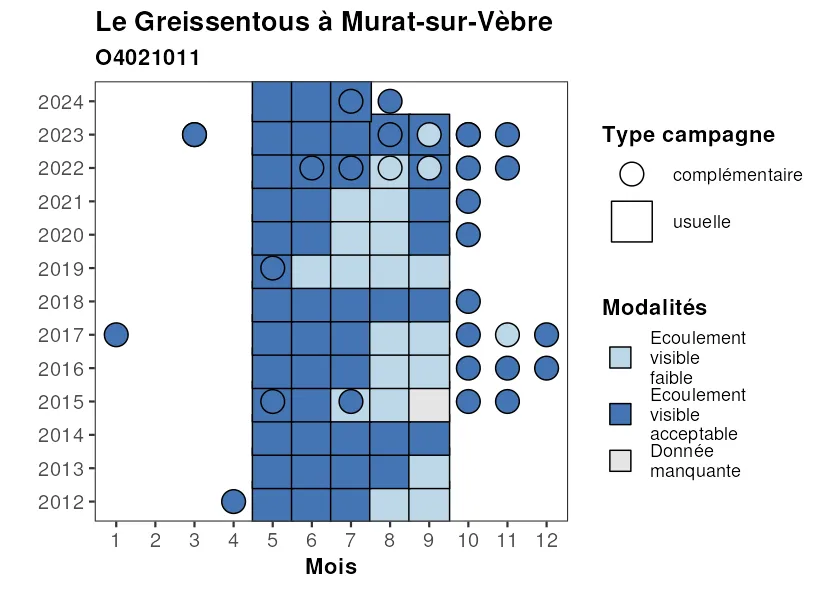 Le Greissentous à Murat-sur-Vèbre
O4021011
2024
2023
2022
2021
2020
2019
2018
2017
2016
2015
2014
2013
2012
1 2 3 4 5 6 7 8 9 10 11 12
Mois
Type campagne
complémentaire
usuelle
Modalités
Ecoulement
visible
faible
Ecoulement
visible
acceptable
Donnée
manquante